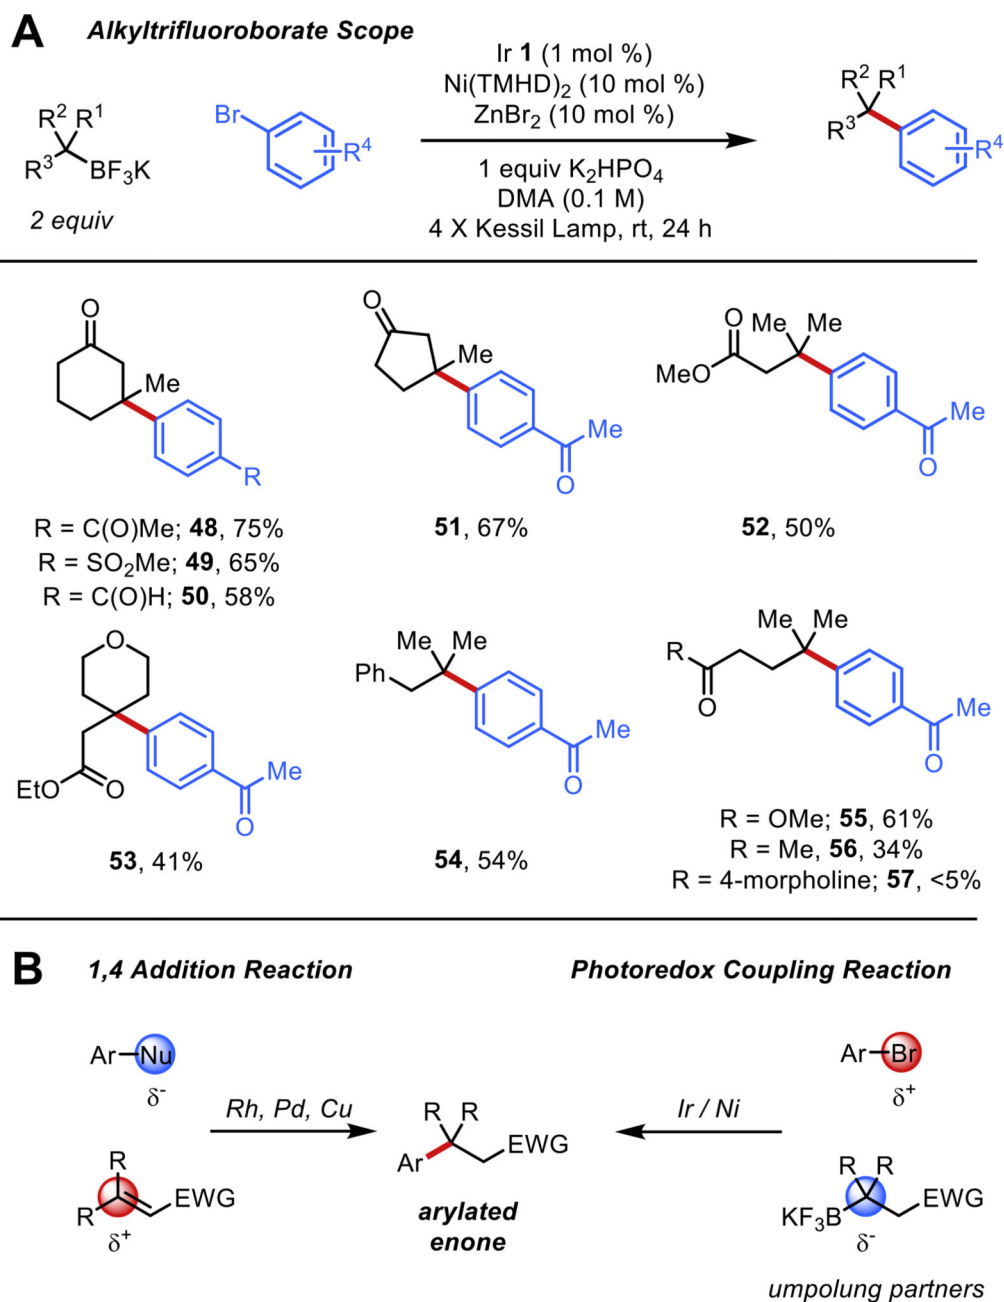 A Alkyltrifluoroborate Scope
R² R¹
R³
BF₃K
2 equiv
Br
R⁴
Ir 1 (1 mol %)
Ni(TMHD)₂ (10 mol %)
ZnBr₂ (10 mol %)
1 equiv K₂HPO₄
DMA (0.1 M)
4 X Kessil Lamp, rt, 24 h
R² R¹
R³
R⁴
O
Me
R
R = C(O)Me; 48, 75%
R = SO₂Me; 49, 65%
R = C(O)H; 50, 58%
O
Me
Me
O
51, 67%
O
Me Me
MeO
Me
O
52, 50%
O
EtO
O
Me
O
53, 41%
Me Me
Ph
Me
O
54, 54%
Me Me
R
O
Me
O
R = OMe; 55, 61%
R = Me, 56, 34%
R = 4-morpholine; 57, <5%
B 1,4 Addition Reaction
Photoredox Coupling Reaction
Ar Nu
δ⁻
R
R
EWG
δ⁺
Rh, Pd, Cu
R R
Ar
EWG
arylated
enone
Ir / Ni
Ar Br
δ⁺
R R
KF₃B
EWG
δ⁻
umpolung partners